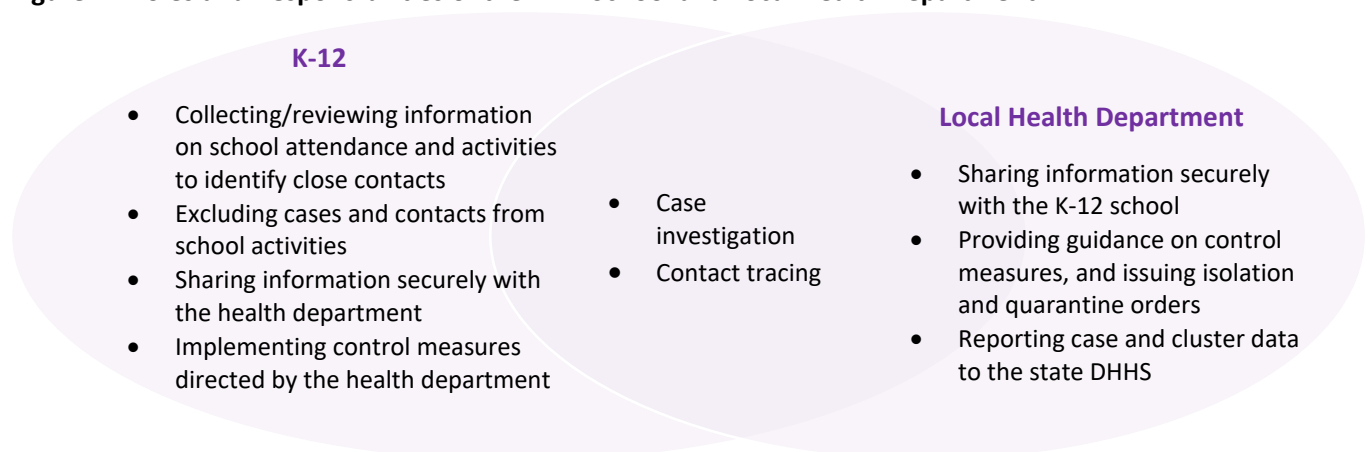 K-12
• Collecting/reviewing information
on school attendance and activities
to identify close contacts
• Excluding cases and contacts from
school activities
• Sharing information securely with
the health department
• Implementing control measures
directed by the health department
• Case
investigation
• Contact tracing
Local Health Department
• Sharing information securely
with the K-12 school
• Providing guidance on control
measures, and issuing isolation
and quarantine orders
• Reporting case and cluster data
to the state DHHS